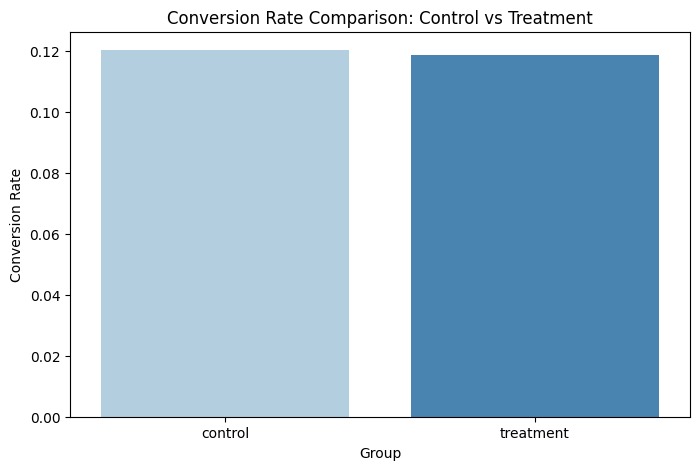 Conversion Rate Comparison: Control vs Treatment
0.12
0.10
0.08
0.06
0.04
0.02
0.00
Conversion Rate
control treatment
Group